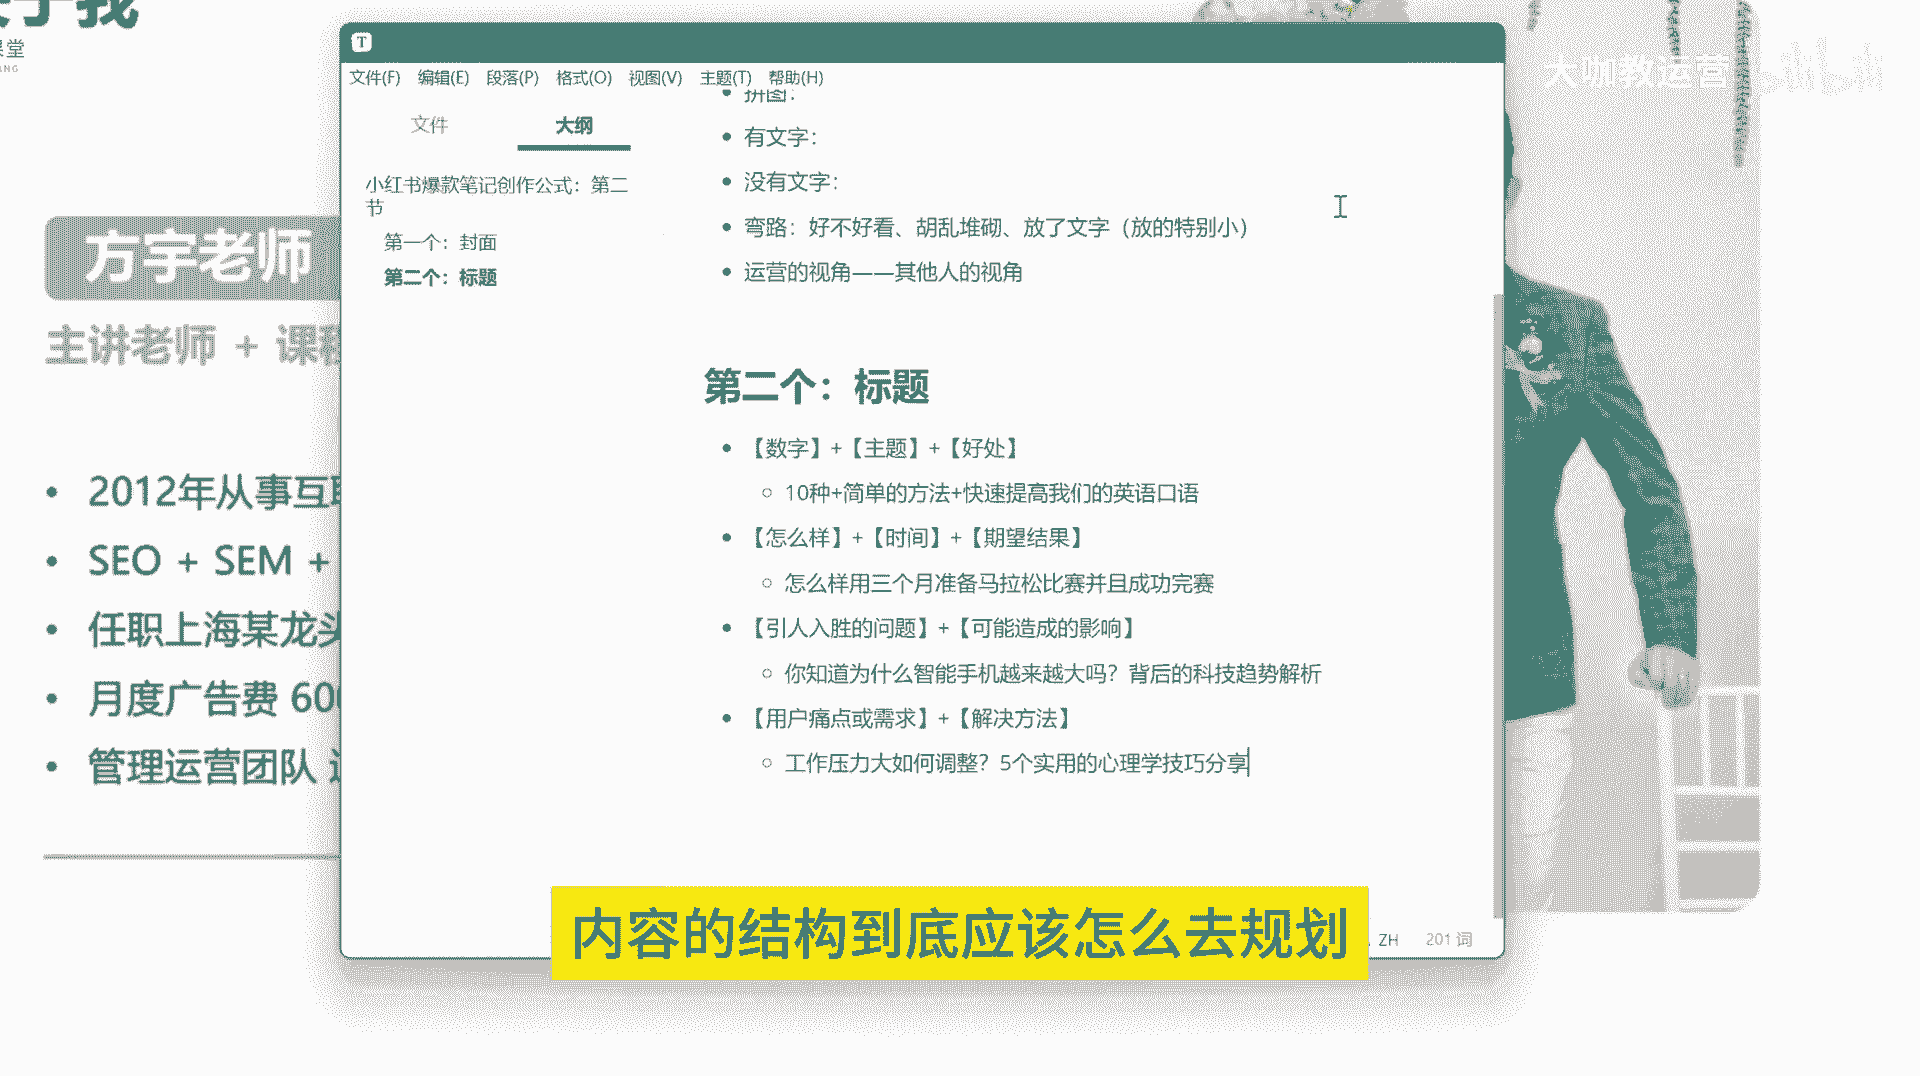 关于我
课堂
ANG
大咖教运营
bilibili
方宇老师
主讲老师 + 课程
2012年从事互联
SEO + SEM +
任职上海某龙头
月度广告费 600
管理运营团队
T
文件(F) 编辑(E) 段落(P) 格式(O) 视图(V) 主题(T) 帮助(H)
文件 大纲
小红书爆款笔记创作公式：第二
节
第一个：封面
第二个：标题
拼图：
有文字：
没有文字：
弯路：好不好看、胡乱堆砌、放了文字（放的特别小）
运营的视角——其他人的视角
第二个：标题
【数字】+【主题】+【好处】
10种+简单的方法+快速提高我们的英语口语
【怎么样】+【时间】+【期望结果】
怎么样用三个月准备马拉松比赛并且成功完赛
【引人入胜的问题】+【可能造成的影响】
你知道为什么智能手机越来越大吗？背后的科技趋势解析
【用户痛点或需求】+【解决方法】
工作压力大如何调整？5个实用的心理学技巧分享
内容的结构到底应该怎么去规划
ZH 201 词